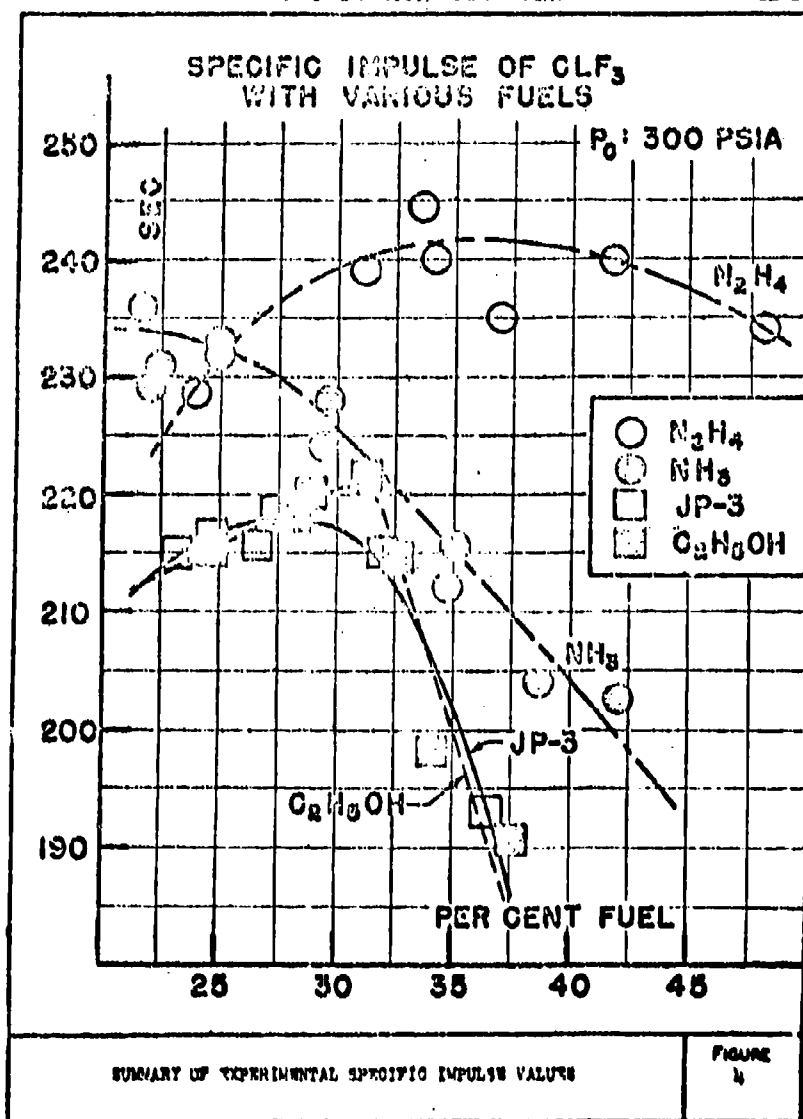 SPECIFIC IMPULSE OF CLF₃
WITH VARIOUS FUELS
P₀: 300 PSIA
SEC
250
240
230
220
210
200
190
N₂H₄
N₂H₄
NH₃
JP-3
C₂H₅OH
NH₃
JP-3
C₂H₅OH
PER CENT FUEL
25 30 35 40 45
SUMMARY OF EXPERIMENTAL SPECIFIC IMPULSE VALUES
FIGURE
4